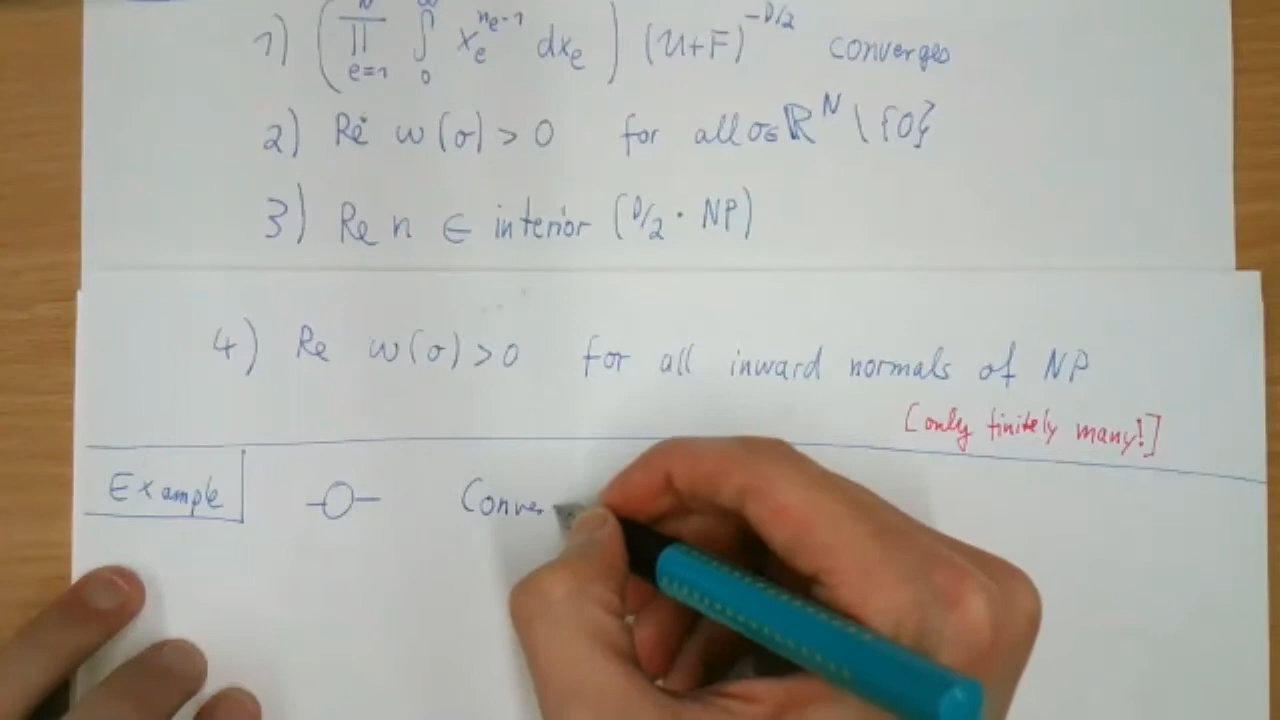 1) (∏_{e=1}^{N} ∫_0^∞ x_e^{n_e-1} dx_e) (U+F)^{-D/2} converges
2) Re w(σ) > 0 for all σ∈ℝ^N \ {0}
3) Re n ∈ interior (D/2 · NP)
4) Re w(σ) > 0 for all inward normals of NP
[only finitely many!]
Example Conver